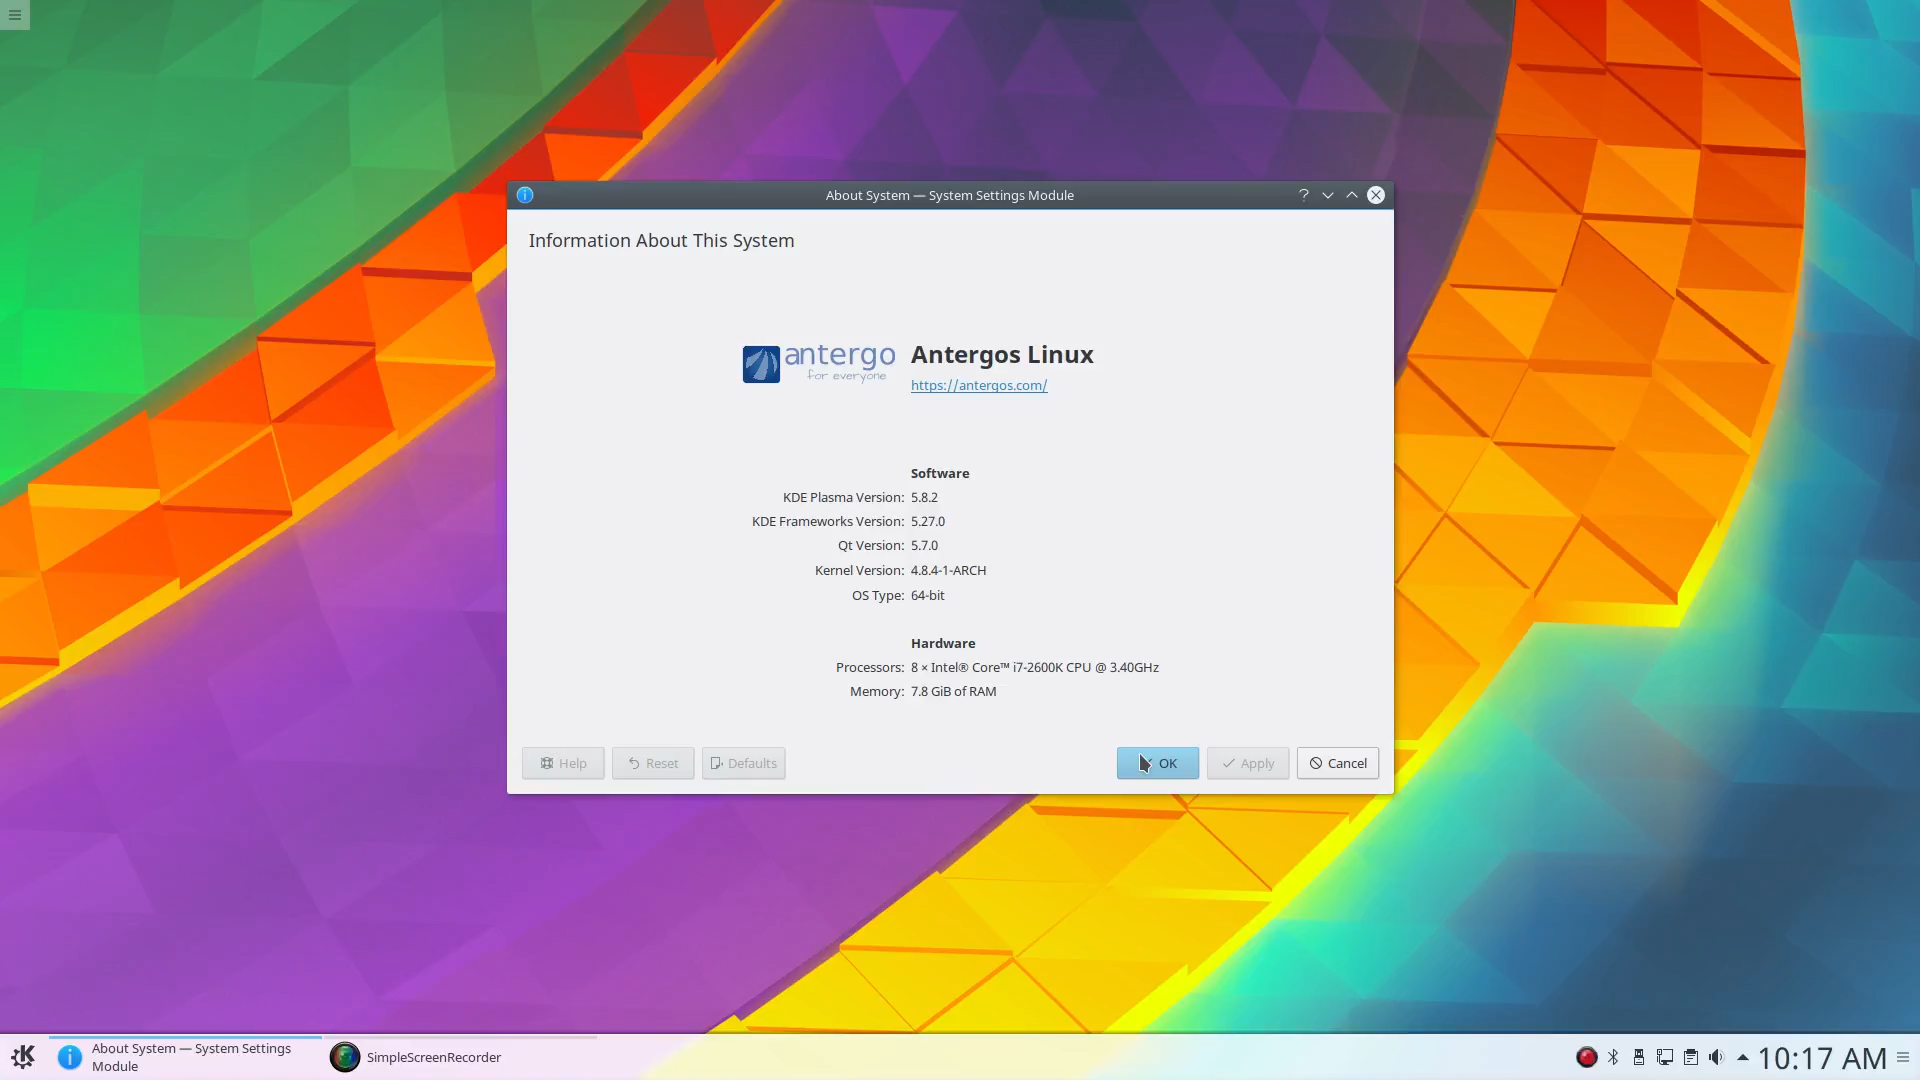 About System — System Settings Module
Information About This System
antergo
for everyone
Antergos Linux
https://antergos.com/
Software
KDE Plasma Version: 5.8.2
KDE Frameworks Version: 5.27.0
Qt Version: 5.7.0
Kernel Version: 4.8.4-1-ARCH
OS Type: 64-bit
Hardware
Processors: 8 × Intel® Core™ i7-2600K CPU @ 3.40GHz
Memory: 7.8 GiB of RAM
Help Reset Defaults OK Apply Cancel
About System — System Settings
Module
SimpleScreenRecorder
10:17 AM